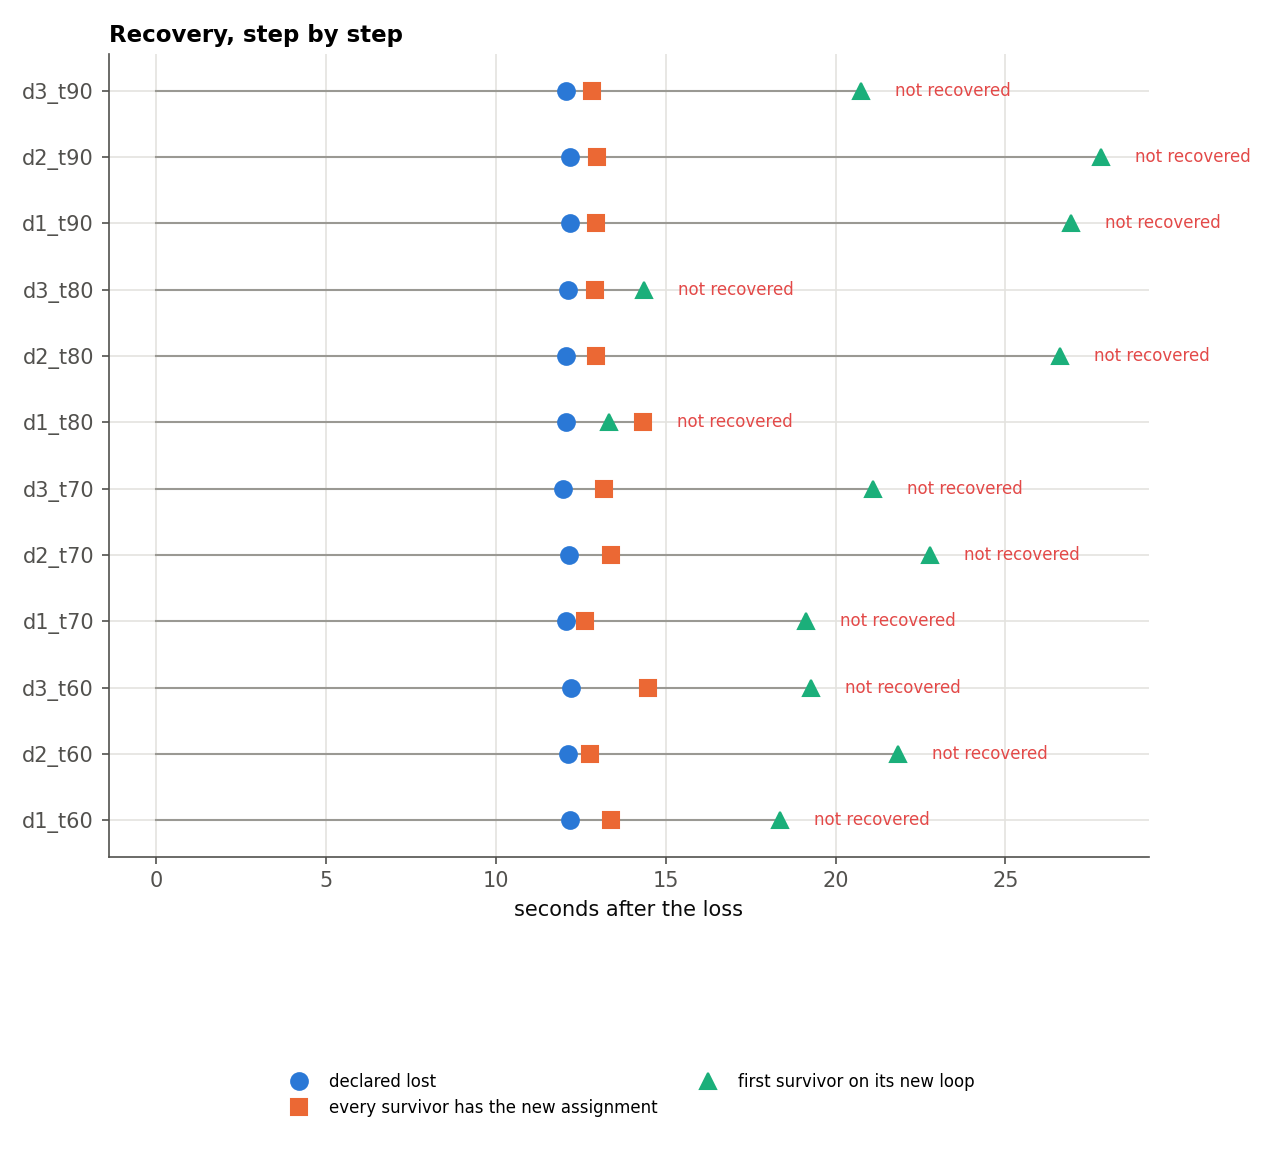 Recovery, step by step
d3_t90
not recovered
d2_t90
not recovered
d1_t90
not recovered
d3_t80
not recovered
d2_t80
not recovered
d1_t80
not recovered
d3_t70
not recovered
d2_t70
not recovered
d1_t70
not recovered
d3_t60
not recovered
d2_t60
not recovered
d1_t60
not recovered
0 5 10 15 20 25
seconds after the loss
declared lost
every survivor has the new assignment
first survivor on its new loop